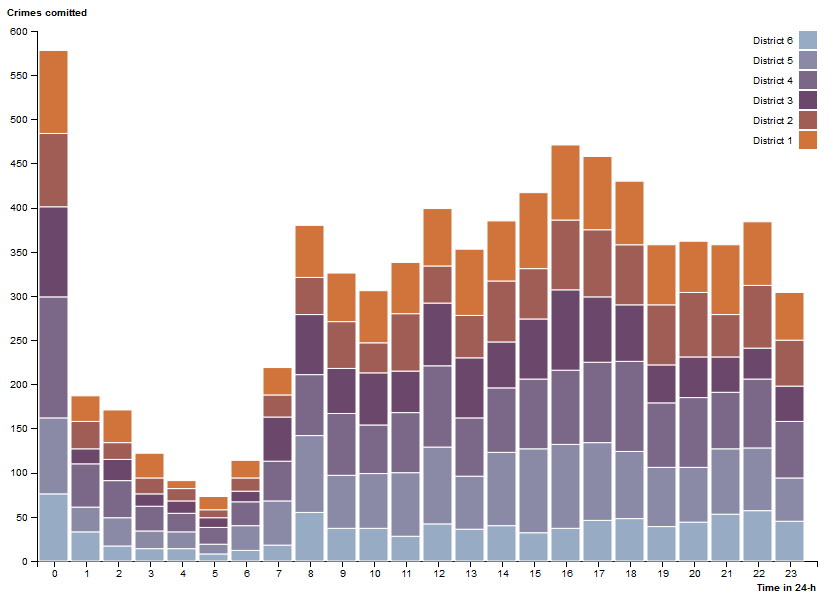 Crimes comitted
600
550
500
450
400
350
300
250
200
150
100
50
0
District 6
District 5
District 4
District 3
District 2
District 1
0 1 2 3 4 5 6 7 8 9 10 11 12 13 14 15 16 17 18 19 20 21 22 23
Time in 24-h